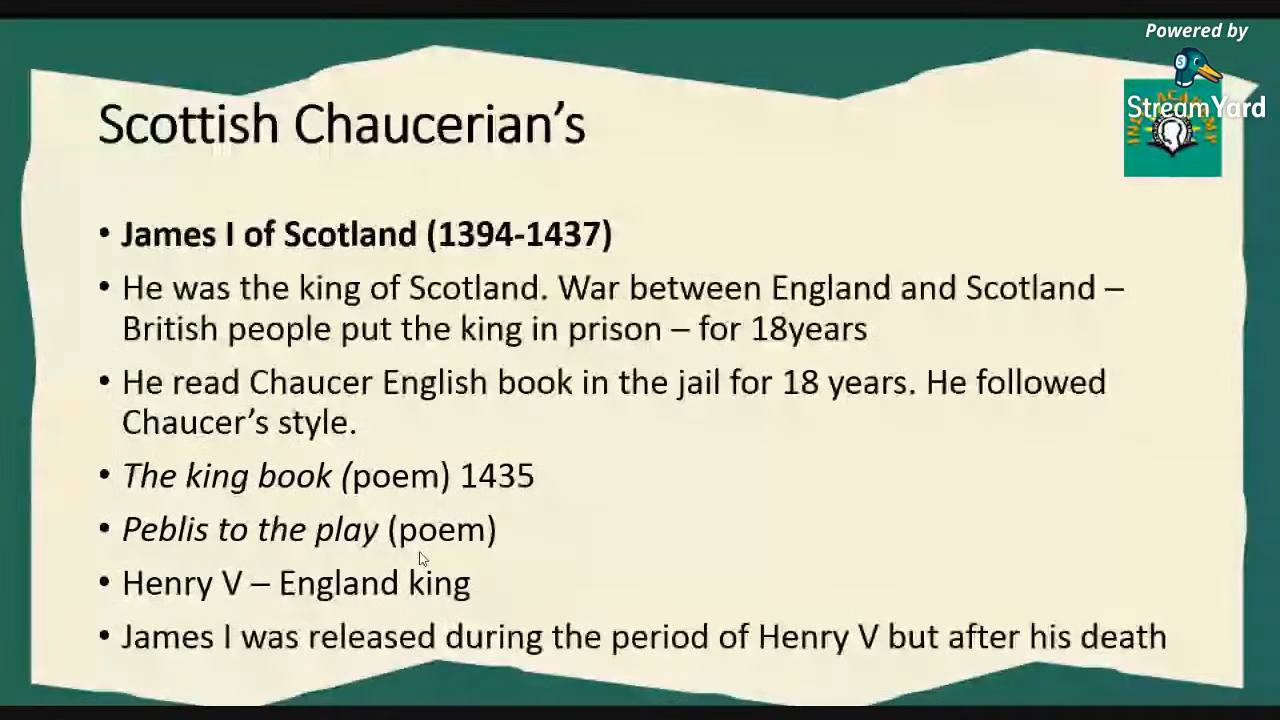 Powered by
StreamYard
Scottish Chaucerian's
• James I of Scotland (1394-1437)
• He was the king of Scotland. War between England and Scotland –
British people put the king in prison – for 18years
• He read Chaucer English book in the jail for 18 years. He followed
Chaucer's style.
• The king book (poem) 1435
• Peblis to the play (poem)
• Henry V – England king
• James I was released during the period of Henry V but after his death